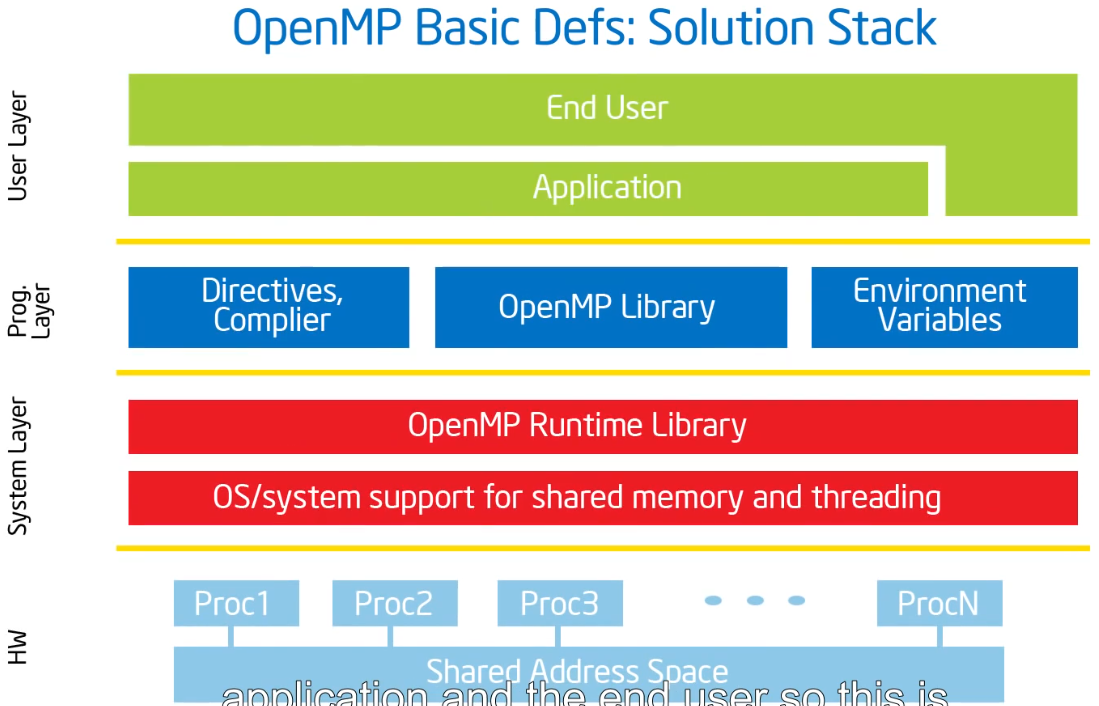 OpenMP Basic Defs: Solution Stack
User Layer
End User
Application
Prog.
Layer
Directives,
Complier
OpenMP Library
Environment
Variables
System Layer
OpenMP Runtime Library
OS/system support for shared memory and threading
HW
Proc1
Proc2
Proc3
ProcN
Shared Address Space
application and the end user so this is